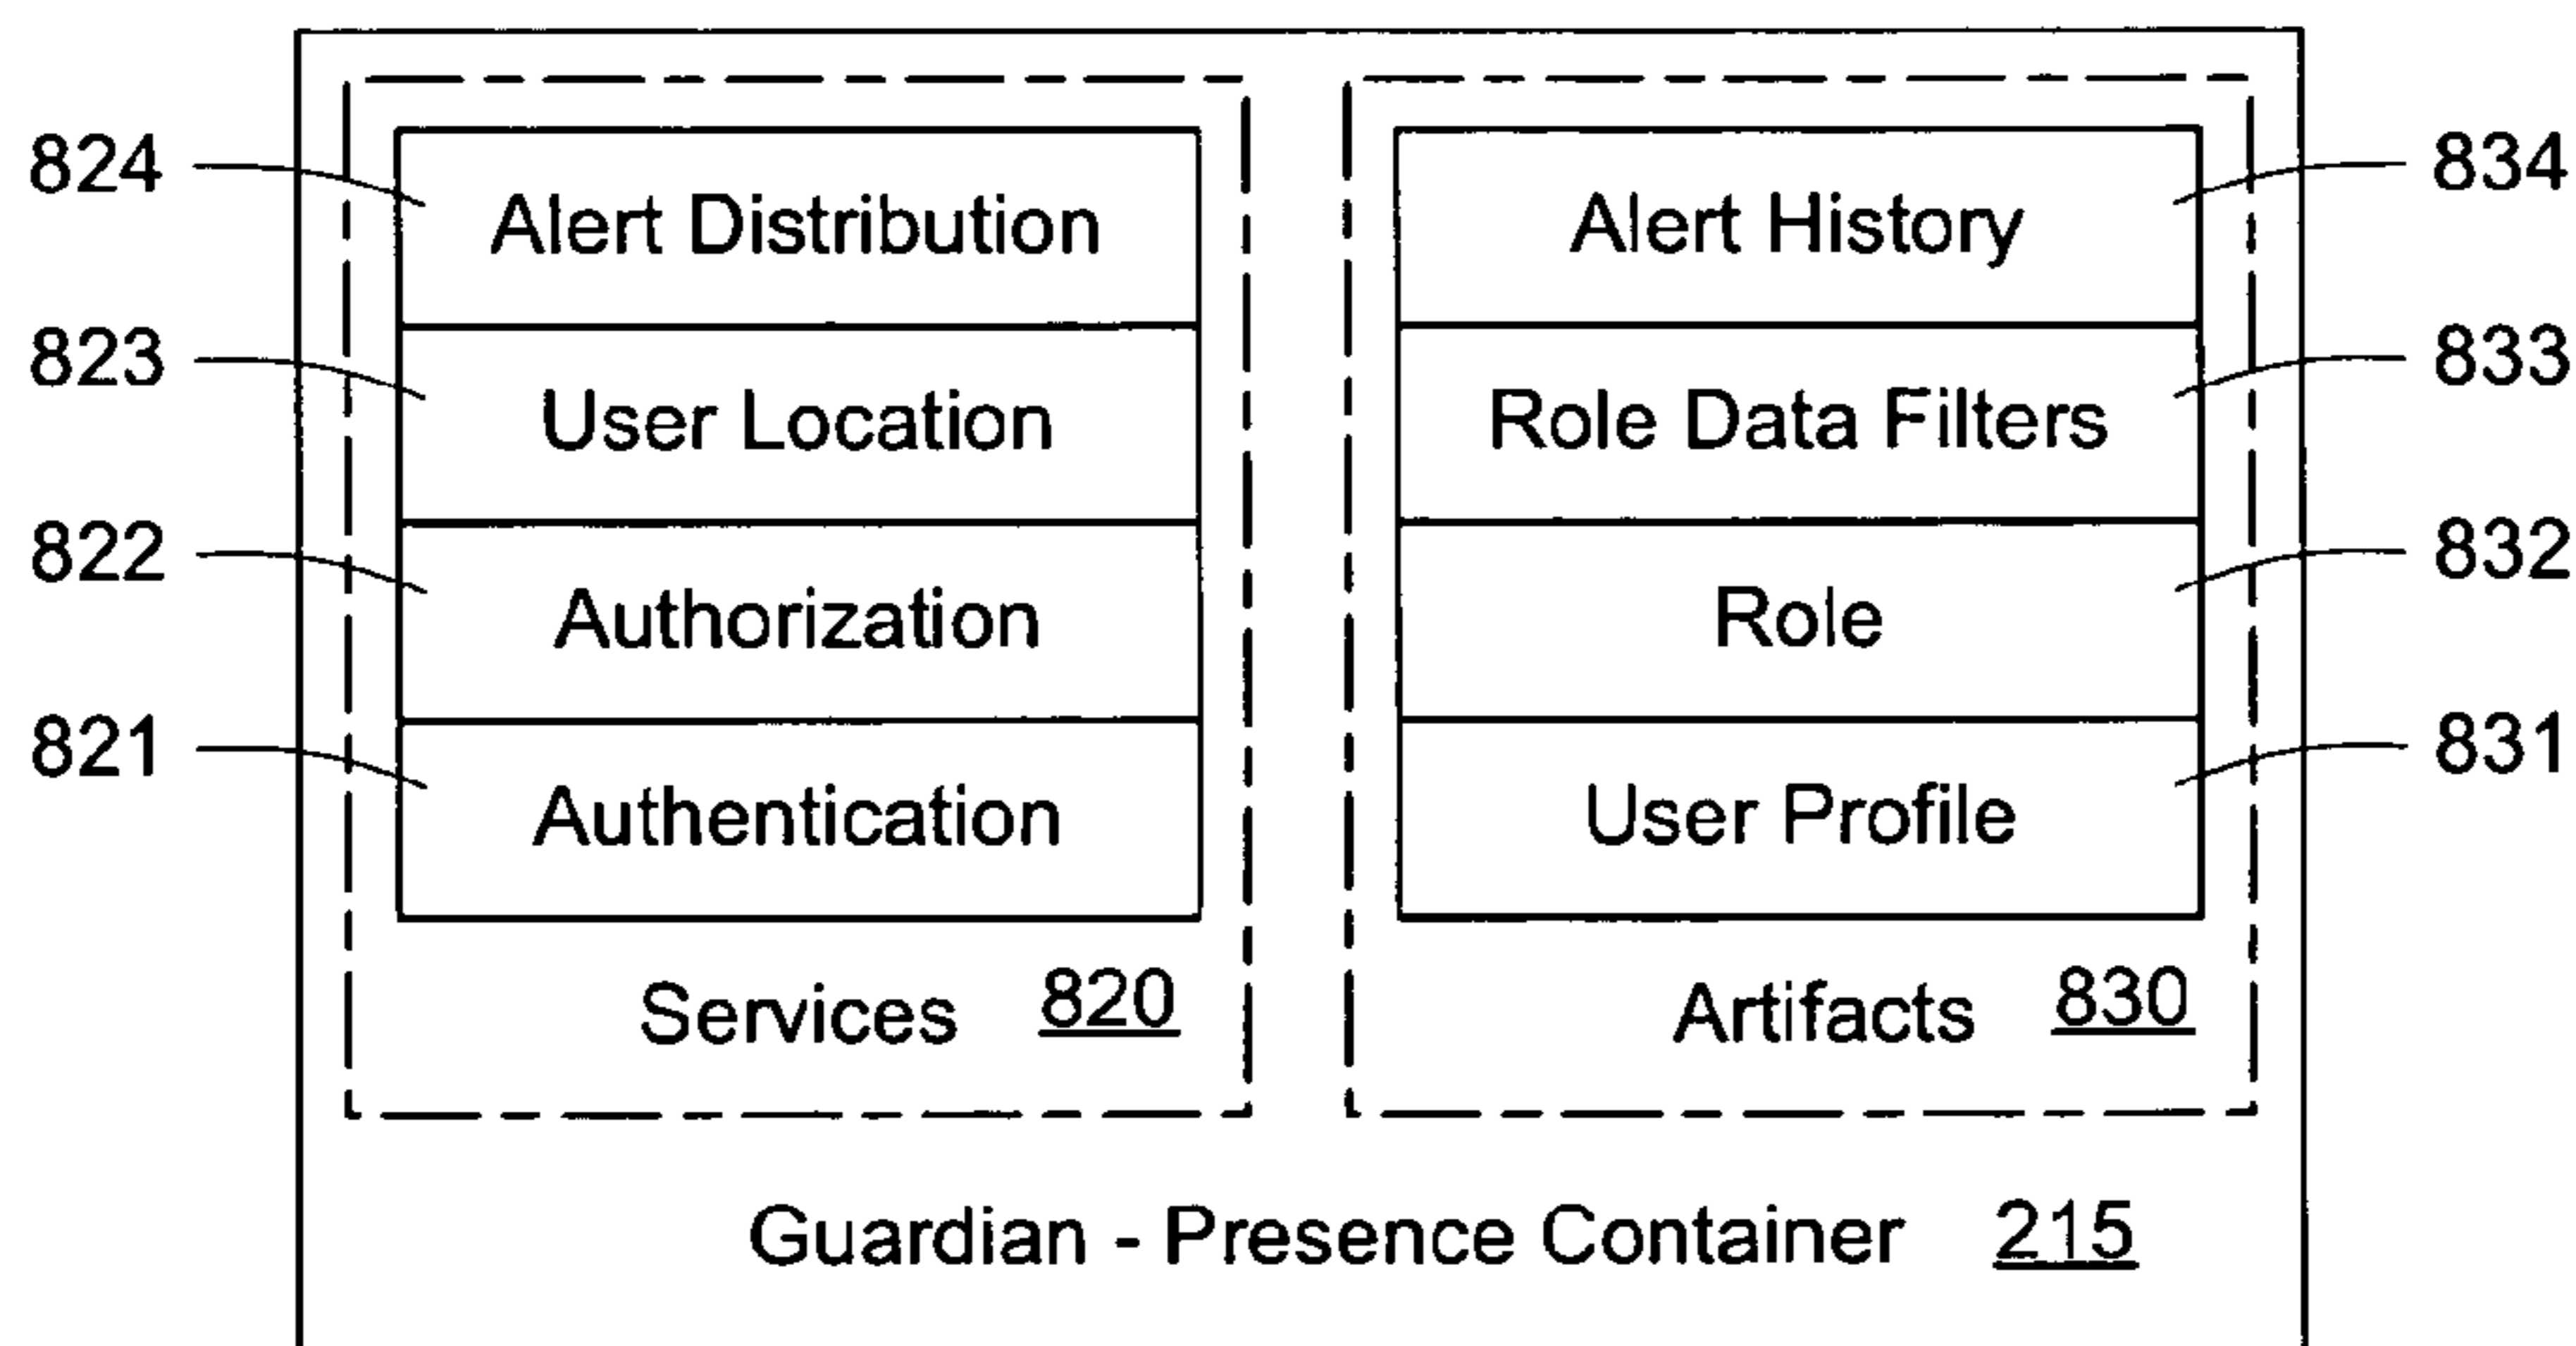 824 Alert Distribution Alert History 834
823 User Location Role Data Filters 833
822 Authorization Role 832
821 Authentication User Profile 831
Services 820 Artifacts 830
Guardian - Presence Container 215